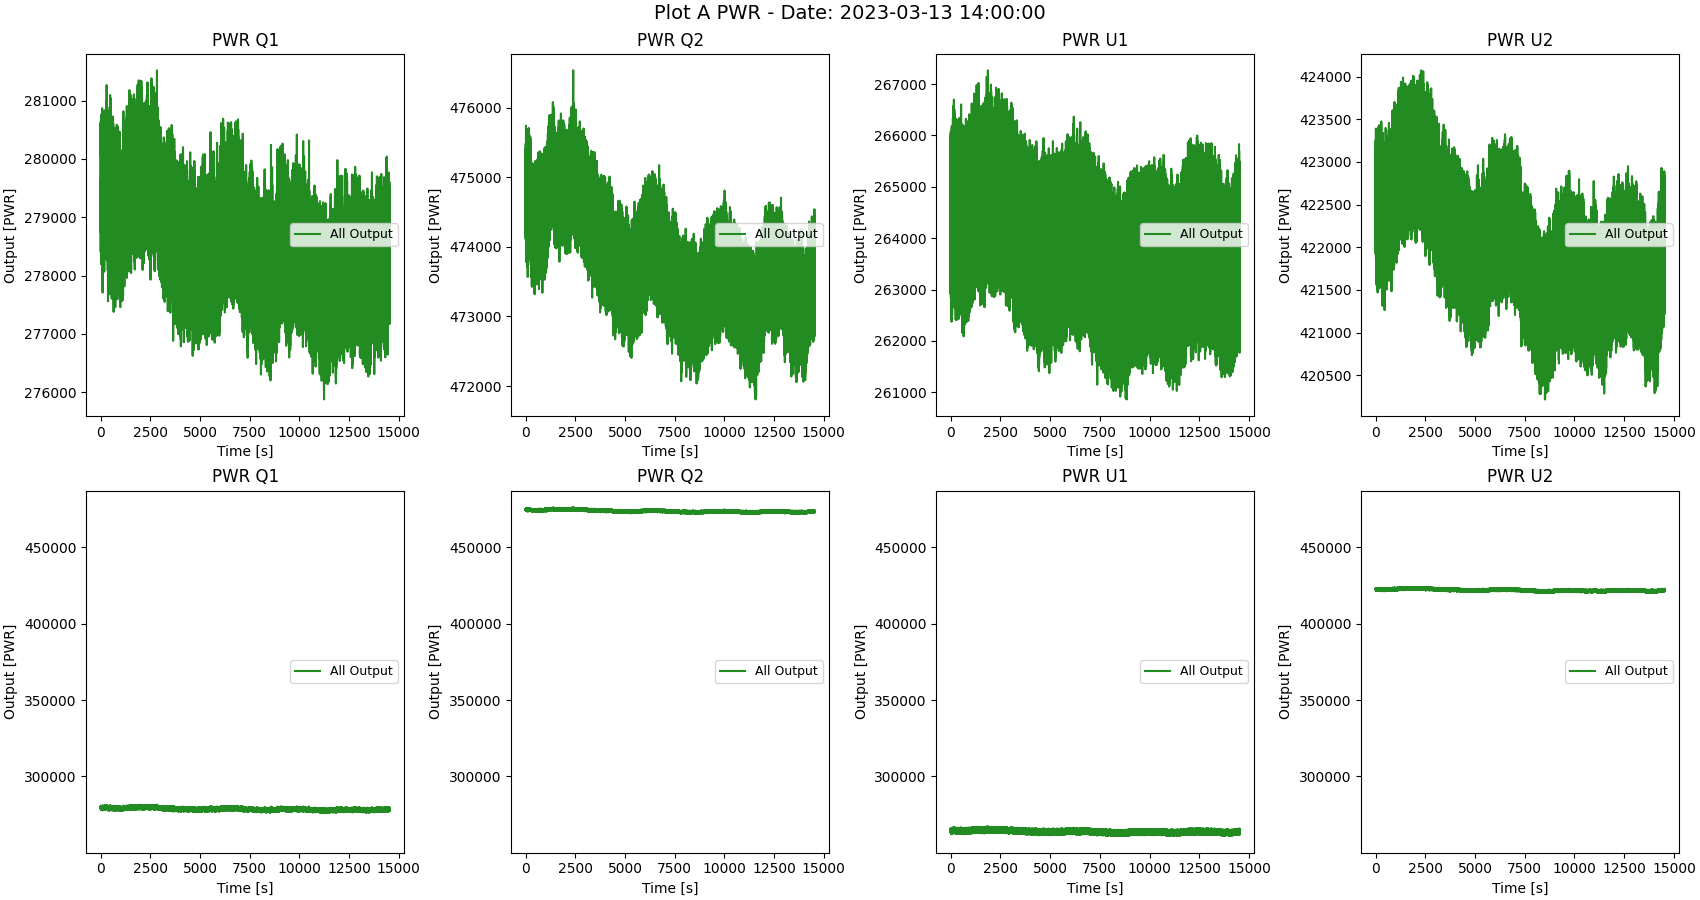 Plot A PWR - Date: 2023-03-13 14:00:00
PWR Q1
Output [PWR]
281000
280000
279000
278000
277000
276000
All Output
0 2500 5000 7500 10000 12500 15000
Time [s]
PWR Q2
Output [PWR]
476000
475000
474000
473000
472000
All Output
0 2500 5000 7500 10000 12500 15000
Time [s]
PWR U1
Output [PWR]
267000
266000
265000
264000
263000
262000
261000
All Output
0 2500 5000 7500 10000 12500 15000
Time [s]
PWR U2
Output [PWR]
424000
423500
423000
422500
422000
421500
421000
420500
All Output
0 2500 5000 7500 10000 12500 15000
Time [s]
PWR Q1
Output [PWR]
450000
400000
350000
300000
All Output
0 2500 5000 7500 10000 12500 15000
Time [s]
PWR Q2
Output [PWR]
450000
400000
350000
300000
All Output
0 2500 5000 7500 10000 12500 15000
Time [s]
PWR U1
Output [PWR]
450000
400000
350000
300000
All Output
0 2500 5000 7500 10000 12500 15000
Time [s]
PWR U2
Output [PWR]
450000
400000
350000
300000
All Output
0 2500 5000 7500 10000 12500 15000
Time [s]